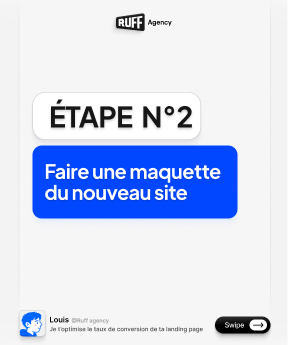 RUFF Agency
ÉTAPE N°2
Faire une maquette
du nouveau site
Louis @Ruff agency
Je t'optimise le taux de conversion de ta landing page
Swipe